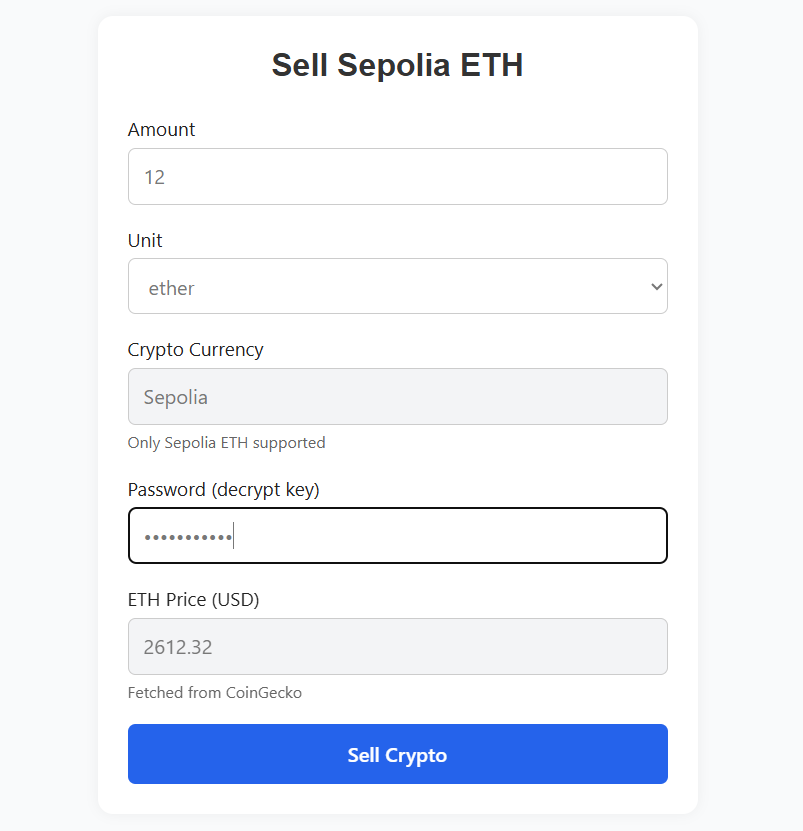 Sell Sepolia ETH
Amount
12
Unit
ether
Crypto Currency
Sepolia
Only Sepolia ETH supported
Password (decrypt key)
•••••••••••
ETH Price (USD)
2612.32
Fetched from CoinGecko
Sell Crypto